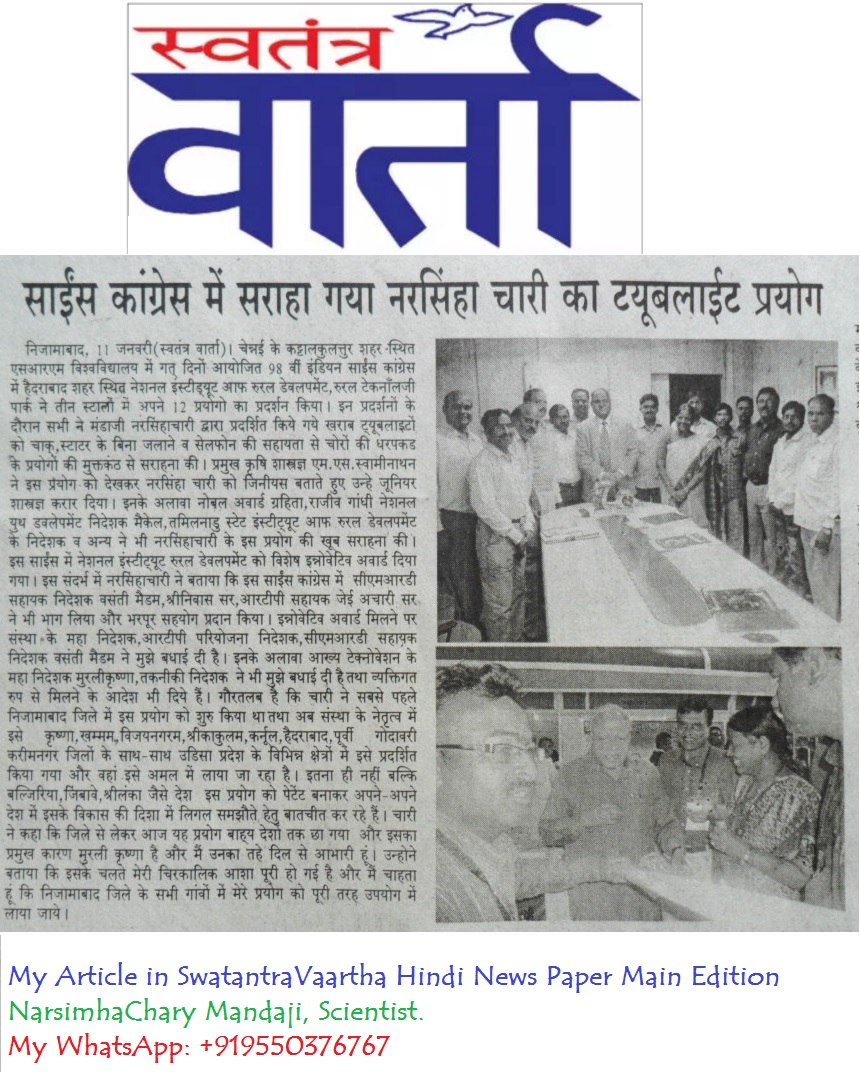 स्वतंत्र
वार्ता
साईंस कांग्रेस में सराहा गया नरसिंहा चारी का टयूबलाईट प्रयोग
निजामाबाद, 11 जनवरी(स्वतंत्र वार्ता)। चेन्नई के कट्टालकुलत्तुर शहर स्थित
एसआरएम विश्वविद्यालय में गत् दिनों आयोजित 98 वीं इंडियन साईंस कांग्रेस
में हैदराबाद शहर स्थित नेशनल इंस्टीट्यूट आफ रुरल डेवलपमेंट,रुरल टेकनॉलजी
पार्क ने तीन स्टालों में अपने 12 प्रयोगो का प्रदर्शन किया। इन प्रदर्शनों के
दौरान सभी ने मंडाजी नरसिंहाचारी द्वारा प्रदर्शित किये गये खराब ट्यूबलाइटों
को चाक,स्टाटर के बिना जलाने व सेलफोन की सहायता से चोरों की धरपकड
के प्रयोगों की मुक्तकंठ से सराहना की। प्रमुख कृषि शास्त्रज्ञ एम.एस.स्वामीनाथन
ने इस प्रयोग को देखकर नरसिंहा चारी को जिनीयस बताते हुए उन्हे जूनियर
शास्त्रज्ञ करार दिया। इनके अलावा नोबल अवार्ड ग्रहिता,राजीव गांधी नेशनल
युथ डवलेपमेंट निदेशक मैकेल,तमिलनाडु स्टेट इंस्टीट्यूट आफ रुरल डेवलपमेंट
के निदेशक व अन्य ने भी नरसिंहाचारी के इस प्रयोग की खुब सराहना की।
इस साईंस में नेशनल इंस्टीट्यूट रुरल डेवलपमेंट को विशेष इन्नोवेटिव अवार्ड दिया
गया। इस संदर्भ में नरसिंहाचारी ने बताया कि इस साईंस कांग्रेस में सीएमआरडी
सहायक निदेशक वसंती मैडम,श्रीनिवास सर,आरटीपी सहायक जेई अचारी सर
ने भी भाग लिया और भरपूर सहयोग प्रदान किया। इन्नोवेटिव अवार्ड मिलने पर
संस्था के महा निदेशक,आरटीपी परियोजना निदेशक,सीएमआरडी सहायक
निदेशक वसंती मैडम ने मुझे बधाई दी है। इनके अलावा आख्य टेक्नोवेशन के
महा निदेशक मुरलीकृष्णा,तकनीकी निदेशक ने भी मुझे बधाई दी है तथा व्यक्तिगत
रुप से मिलने के आदेश भी दिये हैं। गौरतलब है कि चारी ने सबसे पहले
निजामाबाद जिले में इस प्रयोग को शुरु किया था तथा अब संस्था के नेतृत्व में
इसे कृष्णा,खम्मम,विजयनगरम,श्रीकाकुलम,कर्नूल,हैदराबाद,पूर्वी गोदावरी
करीमनगर जिलों के साथ-साथ उडिसा प्रदेश के विभिन्न क्षेत्रों में इसे प्रदर्शित
किया गया और वहां इसे अमल में लाया जा रहा है। इतना ही नहीं बल्कि
बल्जिरिया,जिबावे,श्रीलंका जैसे देश इस प्रयोग को पेटेंट बनाकर अपने-अपने
देश में इसके विकास की दिशा में लिगल समझौते हेतु बातचीत कर रहे हैं। चारी
ने कहा कि जिले से लेकर आज यह प्रयोग बाह्य देशों तक छा गया और इसका
प्रमुख कारण मुरली कृष्णा है और मैं उनका तहे दिल से आभारी हूं। उन्होने
बताया कि इसके चलते मेरी चिरकालिक आशा पूरी हो गई है और मैं चाहता
हूं कि निजामाबाद जिले के सभी गांवों में मेरे प्रयोग को पूरी तरह उपयोग में
लाया जाये।
My Article in SwatantraVaartha Hindi News Paper Main Edition
NarsimhaChary Mandaji, Scientist.
My WhatsApp: +919550376767